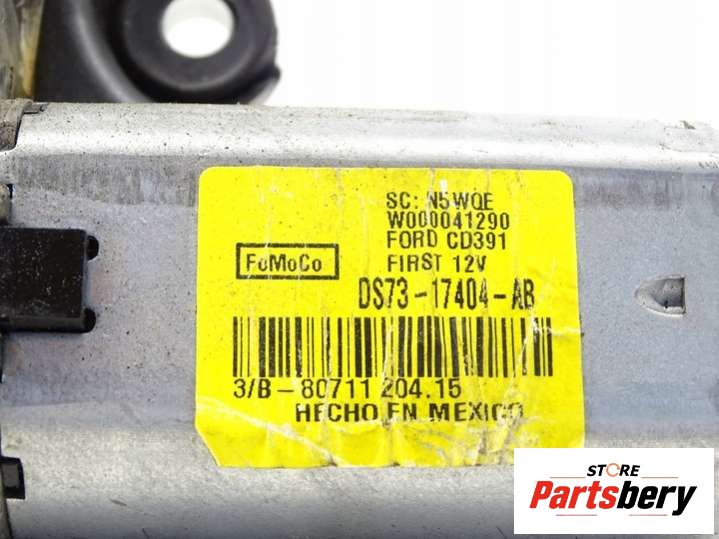 SC: N5WQE
W000041290
FORD CD391
FoMoCo
FIRST 12V
DS73-17404-AB
3/B-80711 204.15
HECHO EN MEXICO
STORE
Partsbery